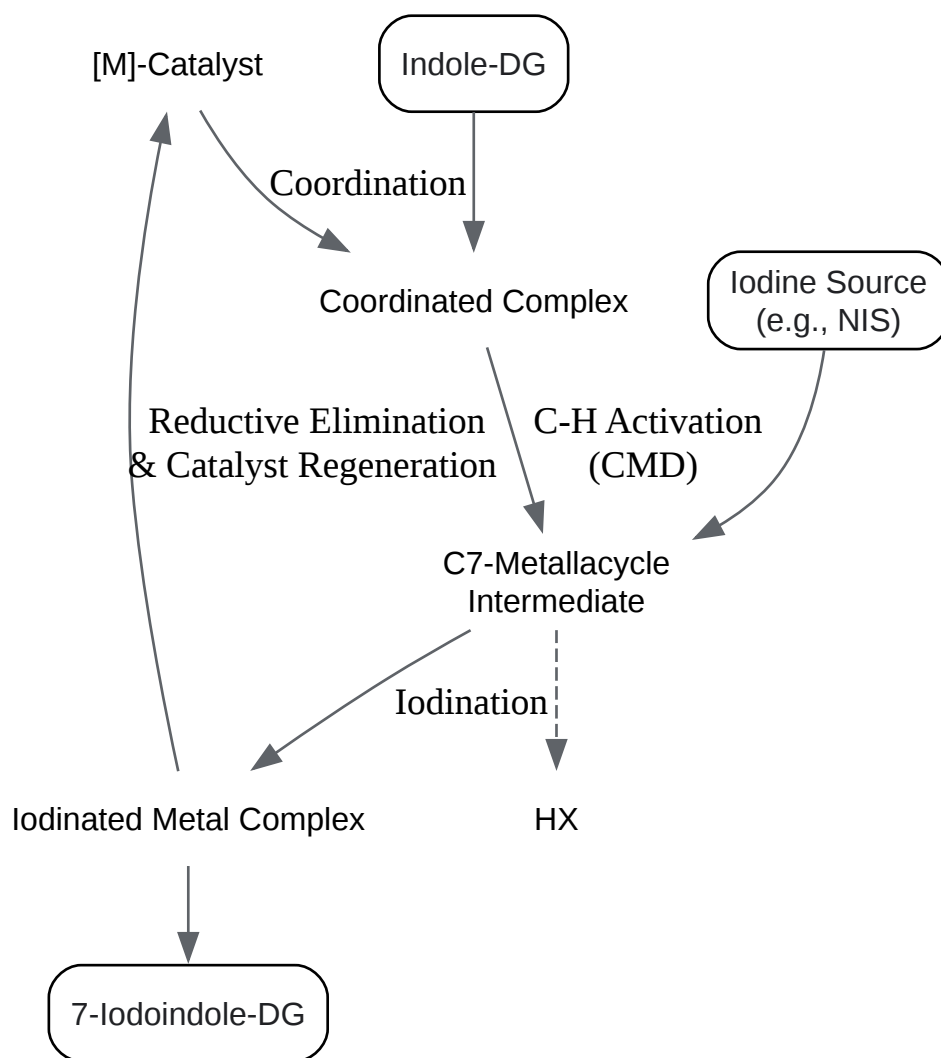 [M]-Catalyst
Indole-DG
Coordination
Coordinated Complex
Iodine Source
(e.g., NIS)
Reductive Elimination
& Catalyst Regeneration
C-H Activation
(CMD)
C7-Metallacycle
Intermediate
Iodination
Iodinated Metal Complex
HX
7-Iodoindole-DG